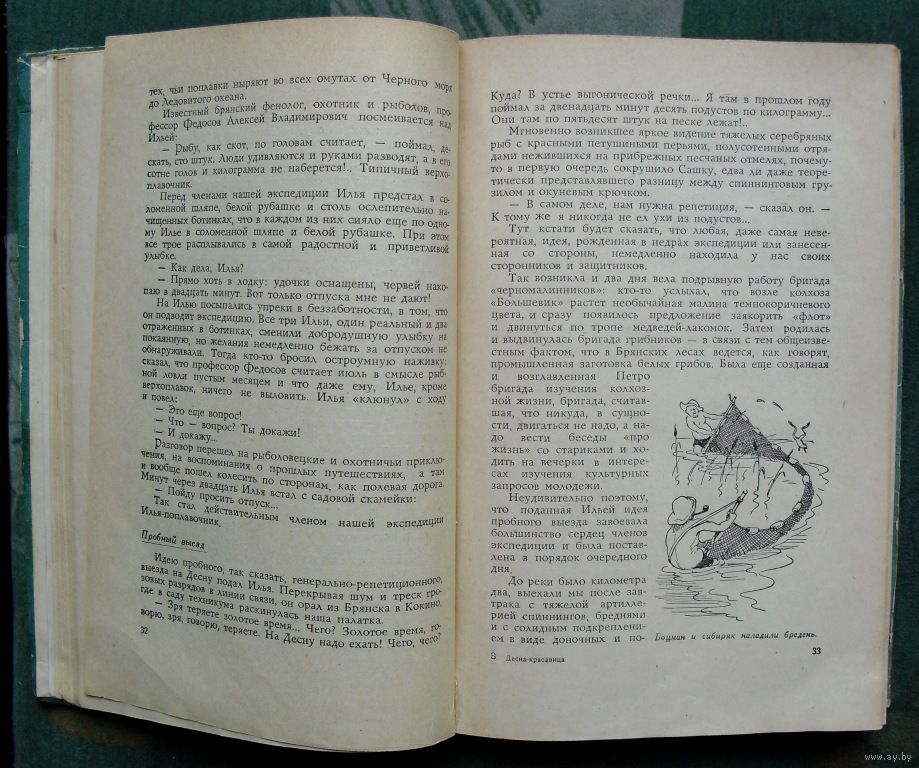 тех, чьи поплавки ныряют во всех омутах от Черного моря
до Ледовитого океана.
Известный брянский фенолог, охотник и рыболов, про-
фессор Федосов Алексей Владимирович посмеивается над
Ильей:
— Рыбу, как скот, по головам считает, — поймал, де-
скать, сто штук. Люди удивляются и руками разводят, а в его
сотне голов и килограмма не наберется!.. Типичный верхо-
плавочник.
Перед членами нашей экспедиции Илья предстал в со-
ломенной шляпе, белой рубашке и столь ослепительно на-
чищенных ботинках, что в каждом из них сияло еще по одно-
му Илье в соломенной шляпе и белой рубашке. При этом
все трое расплывались в самой радостной и приветливой
улыбке.
— Как дела, Илья?
— Прямо хоть в лодку: удочки оснащены, червей нако-
паю в двадцать минут. Вот только отпуска мне не дают!
На Илью посыпались упреки в беззаботности, в том, что
он подводит экспедицию. Все три Ильи, один реальный и два
отраженных в ботинках, сменили добродушную улыбку на
покаянную, но желания немедленно бежать за отпуском не
обнаруживали. Тогда кто-то бросил остроумную наживку:
сказал, что профессор Федосов считает июль в смысле рыб-
ной ловли пустым месяцем и что даже ему, Илье, кроме
верхоплавок, ничего не выловить. Илья «клюнул» с ходу
и повел:
— Это еще вопрос!
— Что — вопрос? Ты докажи!
— И докажу...
Разговор перешел на рыболовецкие и охотничьи приклю-
чения, на воспоминания о прошлых путешествиях, а там
и вообще пошел колесить по сторонам, как полевая дорога.
Минут через двадцать Илья встал с садовой скамейки:
— Пойду просить отпуск...
Так стал действительным членом нашей экспедиции
Илья-поплавочник.
Пробный выезд
Идею пробного, так сказать, генерально-репетиционного,
выезда на Десну подал Илья. Перекрывая шум и треск гро-
зовых разрядов в линии связи, он орал из Брянска в Кокино,
где в саду техникума раскинулась наша палатка.
— Зря теряете золотое время... Чего? Золотое время, го-
ворю, зря, говорю, теряете. На Десну надо ехать! Чего, чего?
32
Куда? В устье выгонической речки... Я там в прошлом году
поймал за двенадцать минут десять подустов по килограмму...
Они там по пятьдесят штук на песке лежат!..
Мгновенно возникшее яркое видение тяжелых серебряных
рыб с красными петушиными перьями, полусотенными отря-
дами нежившихся на прибрежных песчаных отмелях, почему-
то в первую очередь сокрушило Сашку, едва ли даже теоре-
тически представлявшего разницу между спиннинговым гру-
зилом и окуневым крючком.
— В самом деле, нам нужна репетиция, — сказал он. —
К тому же я никогда не ел ухи из подустов...
Тут кстати будет сказать, что любая, даже самая неве-
роятная, идея, рожденная в недрах экспедиции или занесен-
ная со стороны, немедленно находила у нас своих
сторонников и защитников.
Так возникла и два дня вела подрывную работу бригада
«черномалинников»: кто-то услыхал, что возле колхоза
«Большевик» растет необычайная малина темнокоричневого
цвета, и сразу появилось предложение заякорить «флот»
и двинуться по тропе медведей-лакомок. Затем родилась
и выдвинулась бригада грибников — в связи с тем общеизве-
стным фактом, что в Брянских лесах ведется, как говорят,
промышленная заготовка белых грибов. Была еще созданная
и возглавленная Петро
бригада изучения колхоз-
ной жизни, бригада, считав-
шая, что никуда, в сущно-
сти, двигаться не надо, а на-
до вести беседы «про
жизнь» со стариками и хо-
дить на вечерки в интере-
сах изучения культурных
запросов молодежи.
Неудивительно поэтому,
что поданная Ильей идея
пробного выезда завоевала
большинство сердец членов
экспедиции и была постав-
лена в порядок очередного
дня.
До реки было километра
два, выехали мы после зав-
трака с тяжелой артилле-
рией спиннингов, бреднями
и с солидным подкреплени-
ем в виде доночных и по-
Боцман и сибиряк наладили бредень.
3 Десна-красавица
33
www.ay.by